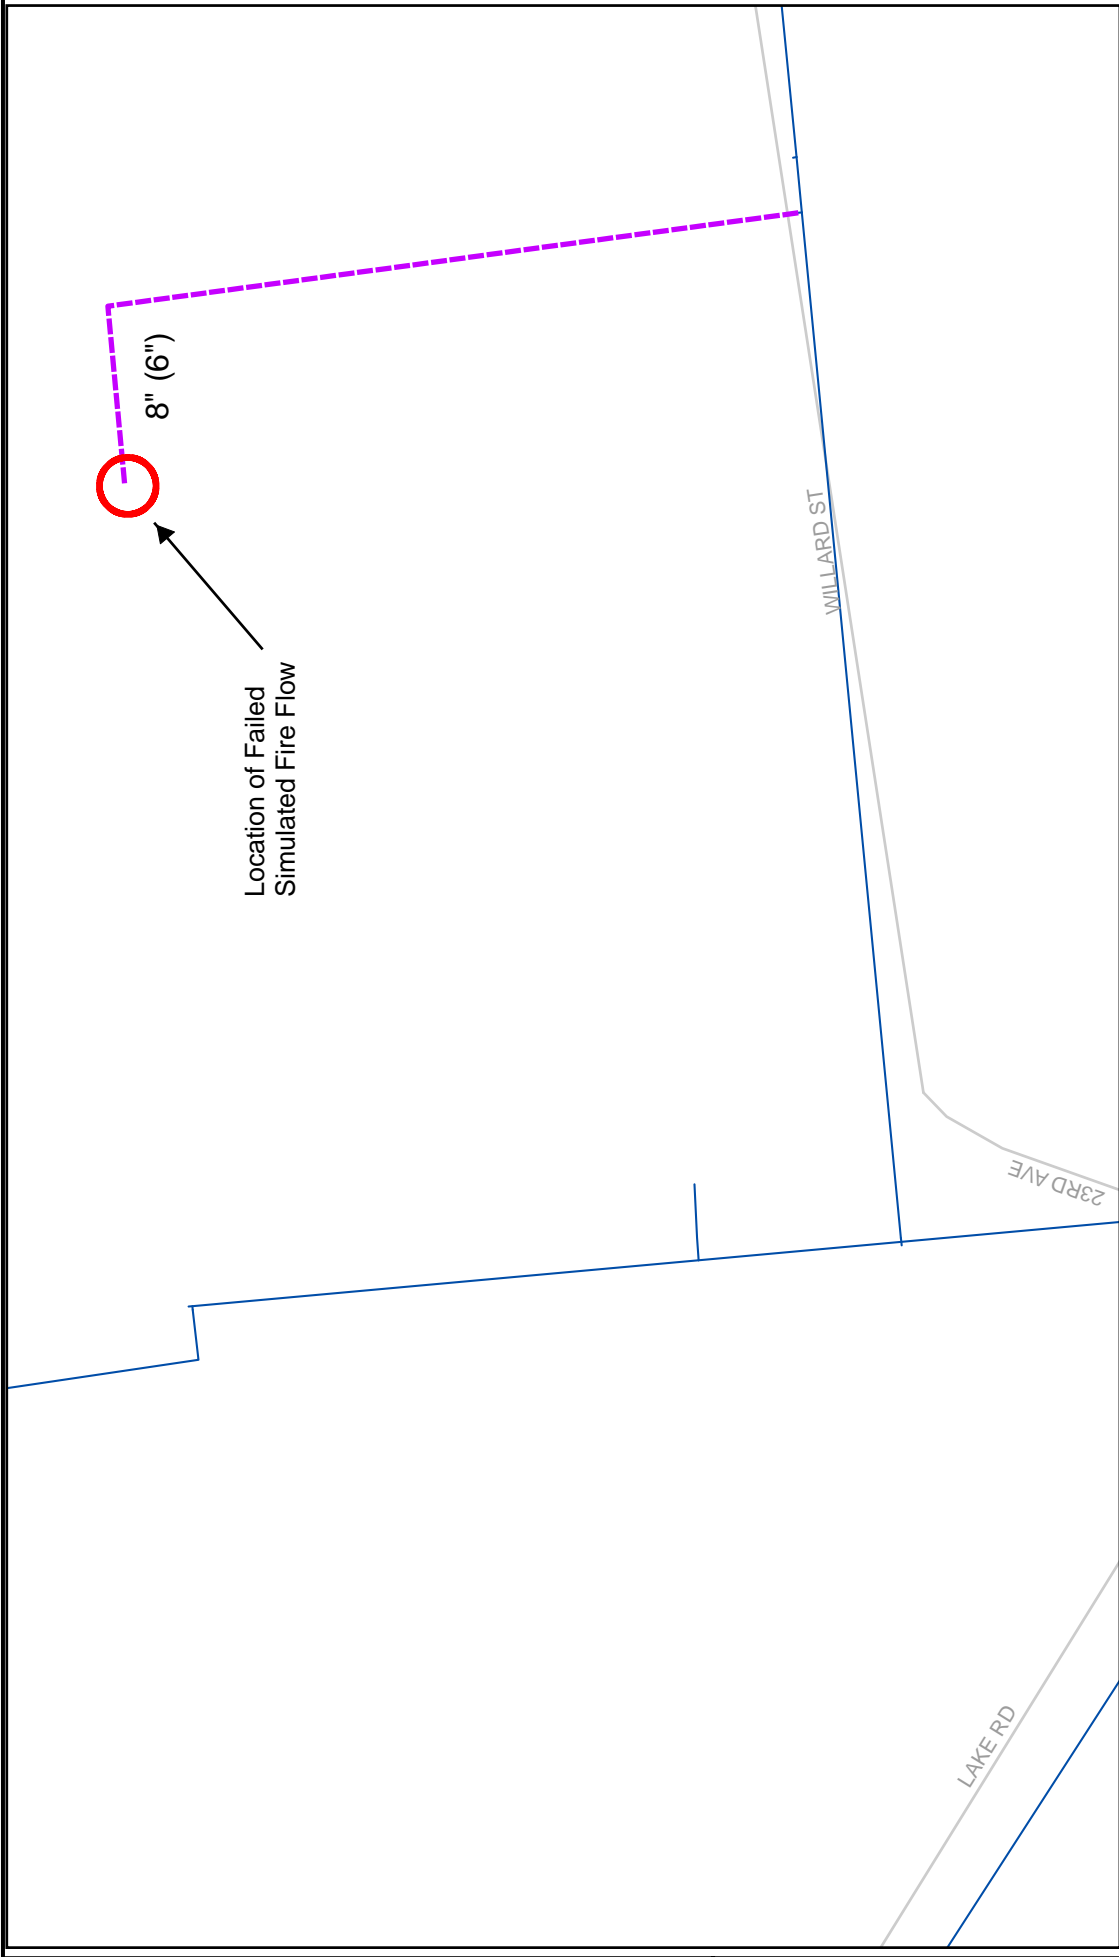 8" (6")
Location of Failed
Simulated Fire Flow
WILLARD ST
23RD AVE
LAKE RD